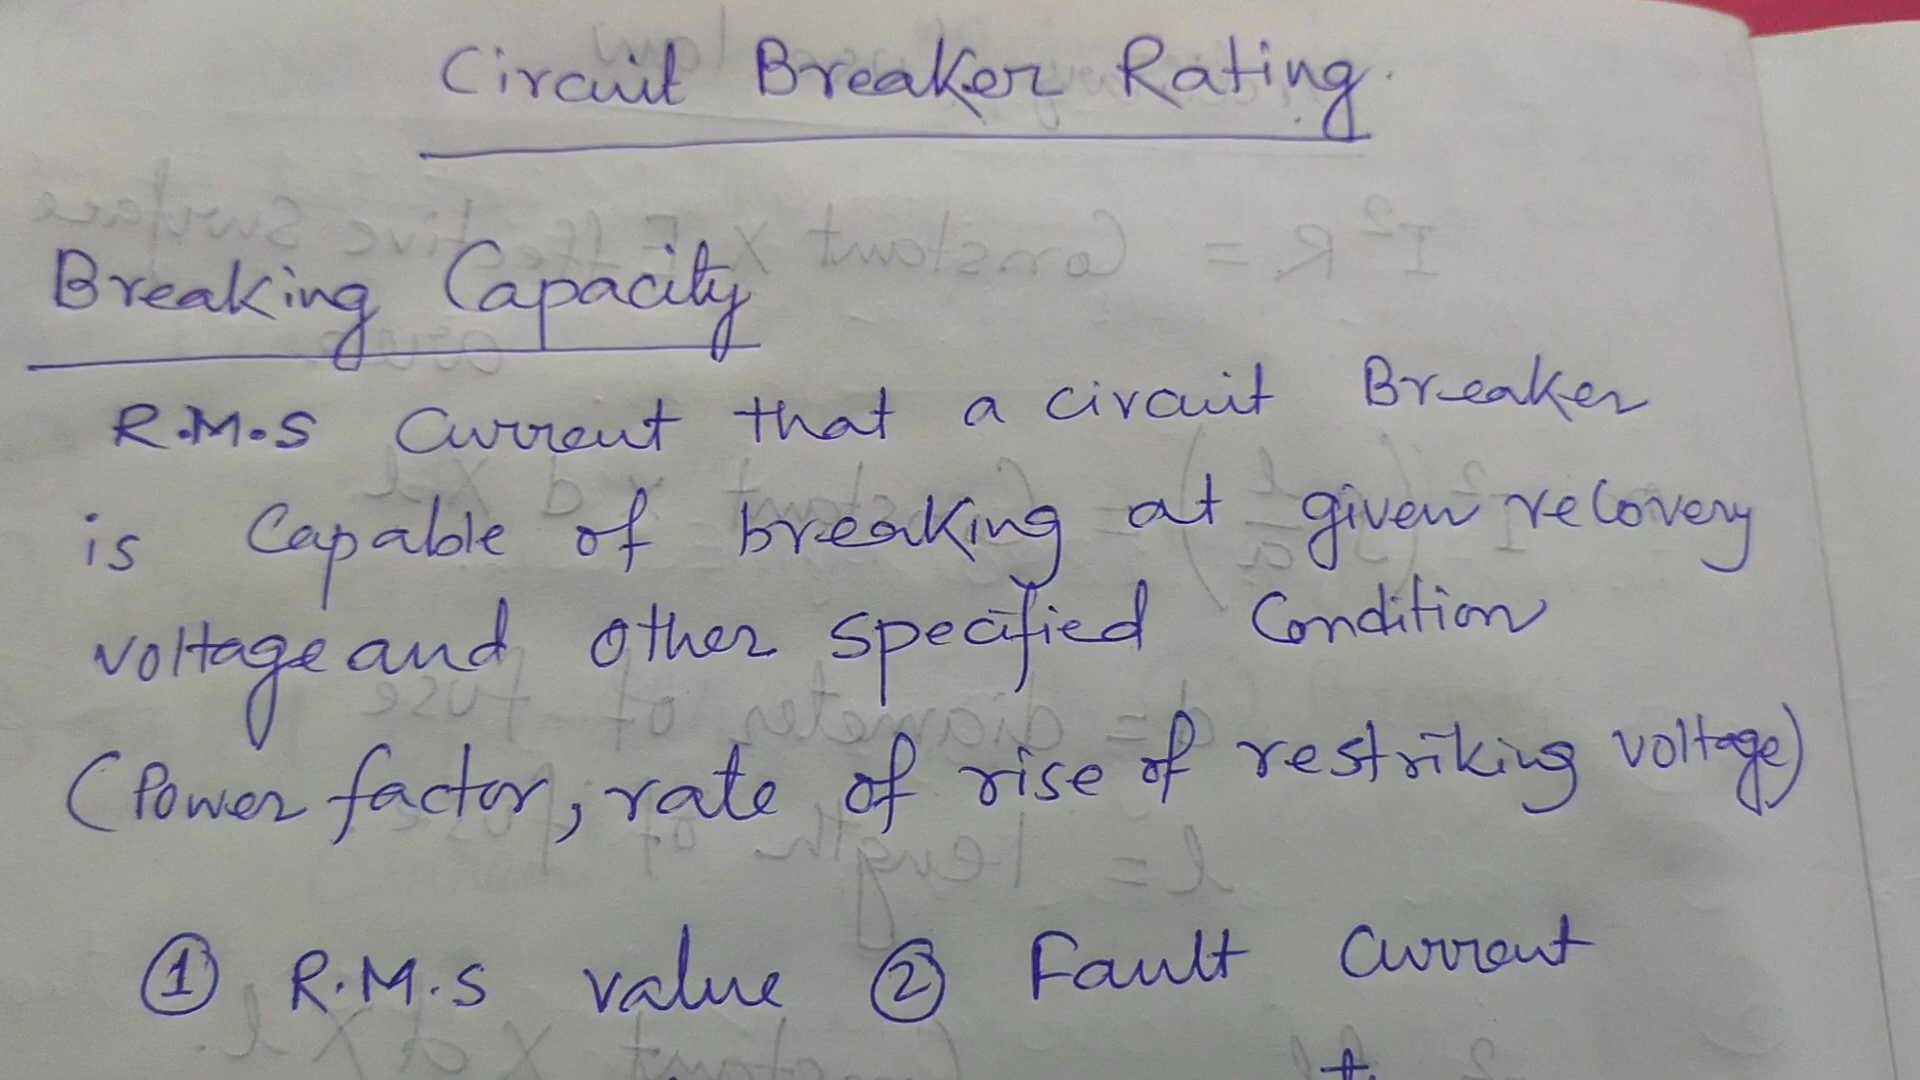 Circuit Breaker Rating.
Breaking Capacity
R.M.S Current that a circuit Breaker
is Capable of breaking at given recovery
voltage and other specified Condition
(Power factor, rate of rise of restriking voltage)
① R.M.S value ② Fault Current